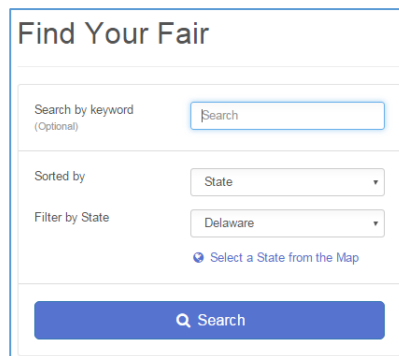 Find Your Fair
Search by keyword
(Optional)
Search
Sorted by
State
Filter by State
Delaware
Select a State from the Map
Search